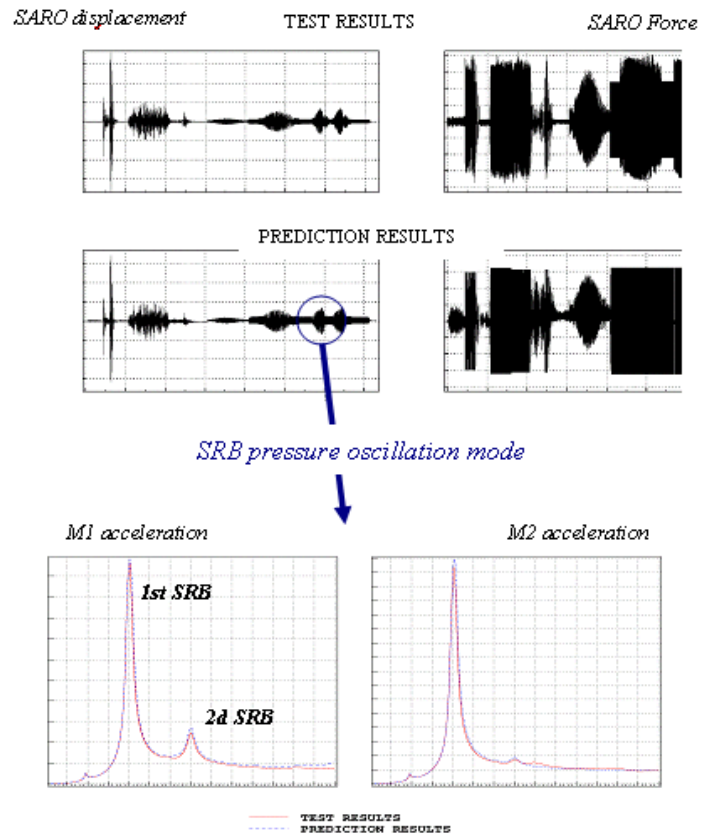 SARO displacement
TEST RESULTS
SARO Force
PREDICTION RESULTS
SRB pressure oscillation mode
M1 acceleration
M2 acceleration
1st SRB
2d SRB
TEST RESULTS
PREDICTION RESULTS